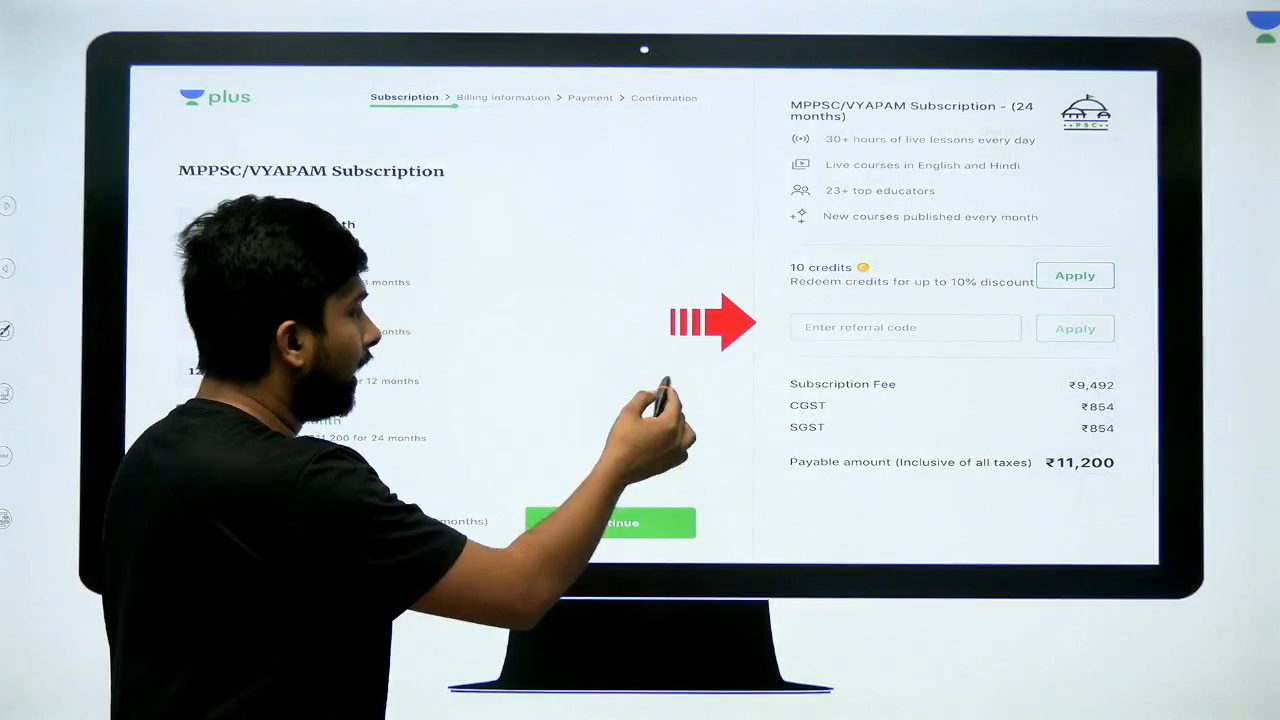 plus
Subscription > Billing Information > Payment > Confirmation
MPPSC/VYAPAM Subscription
months
months
12 months
₹11,200 for 24 months
months)
MPPSC/VYAPAM Subscription - (24
months)
PSC
30+ hours of live lessons every day
Live courses in English and Hindi
23+ top educators
New courses published every month
10 credits
Redeem credits for up to 10% discount
Apply
Enter referral code
Apply
Subscription Fee ₹9,492
CGST ₹854
SGST ₹854
Payable amount (Inclusive of all taxes) ₹11,200